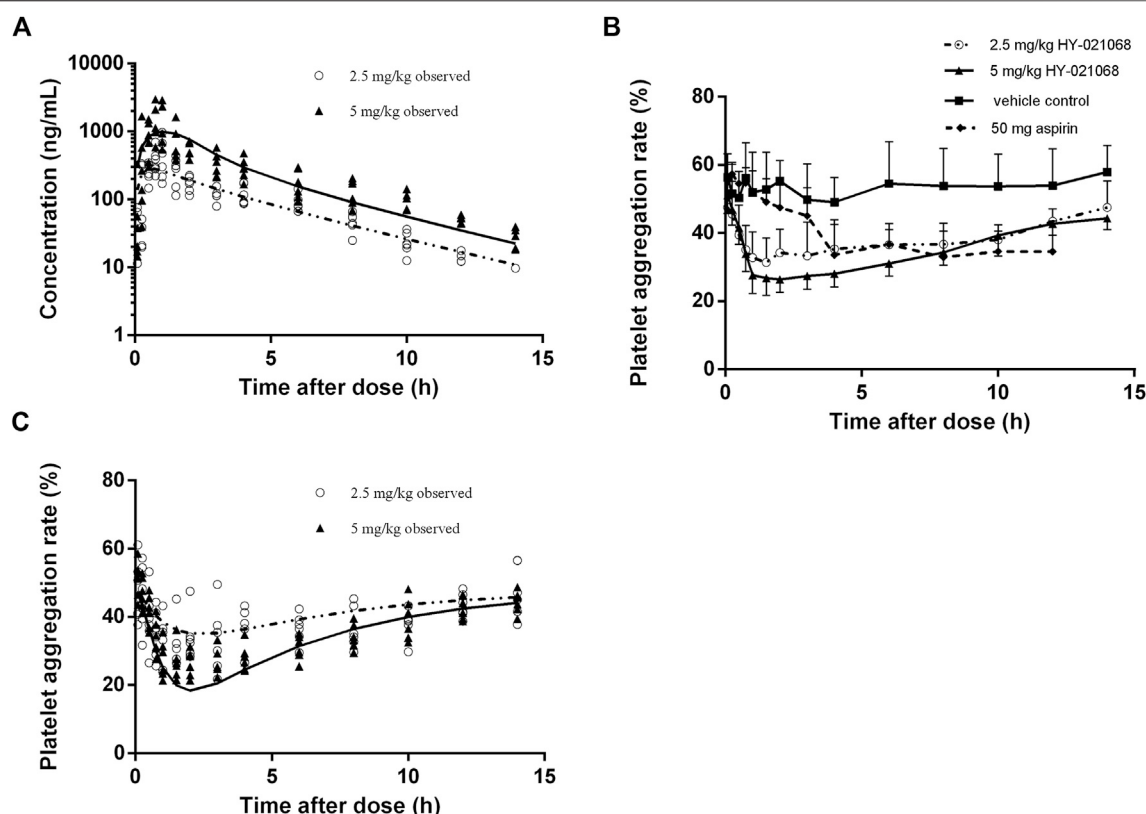 A
Concentration (ng/mL)
10000
1000
100
10
1
0
5
10
15
Time after dose (h)
2.5 mg/kg observed
5 mg/kg observed
B
Platelet aggregation rate (%)
80
60
40
20
0
0
5
10
15
Time after dose (h)
2.5 mg/kg HY-021068
5 mg/kg HY-021068
vehicle control
50 mg aspirin
C
Platelet aggregation rate (%)
80
60
40
20
0
0
5
10
15
Time after dose (h)
2.5 mg/kg observed
5 mg/kg observed